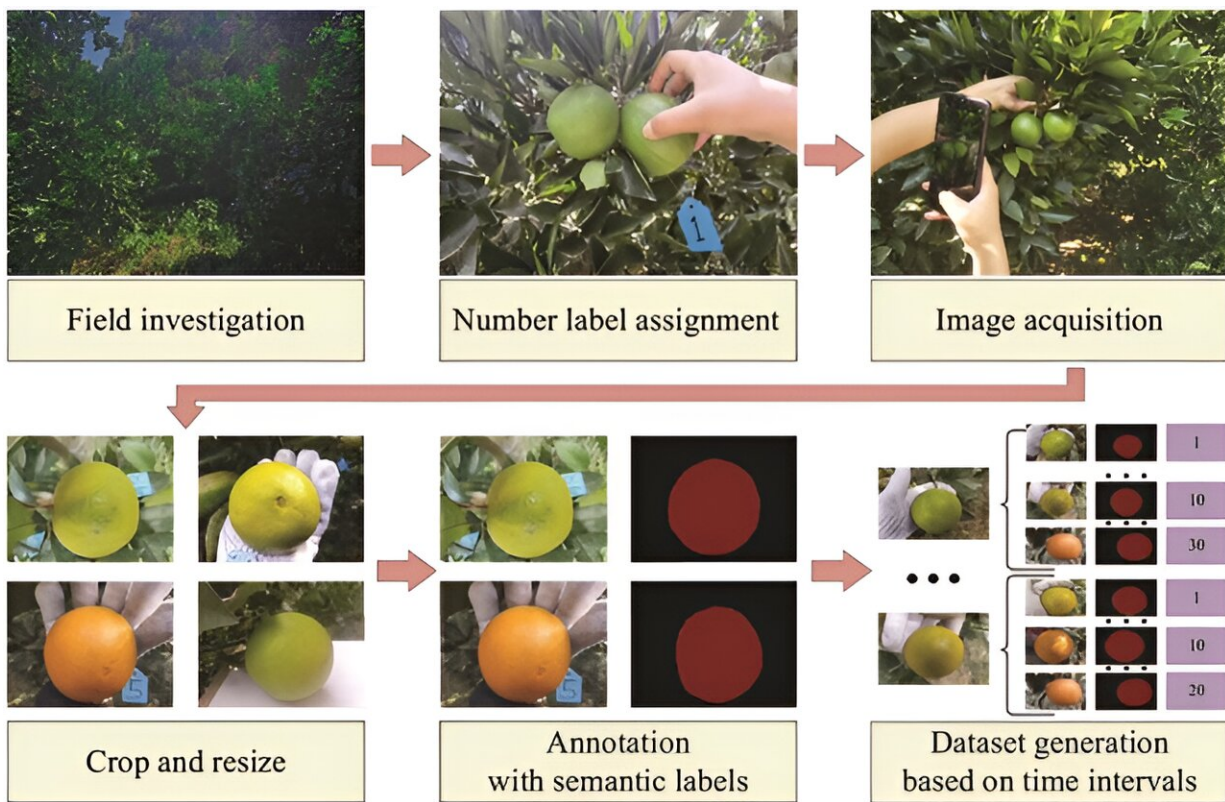 1
Field investigation
Number label assignment
Image acquisition
5
5
1
10
30
1
10
20
Crop and resize
Annotation
with semantic labels
Dataset generation
based on time intervals